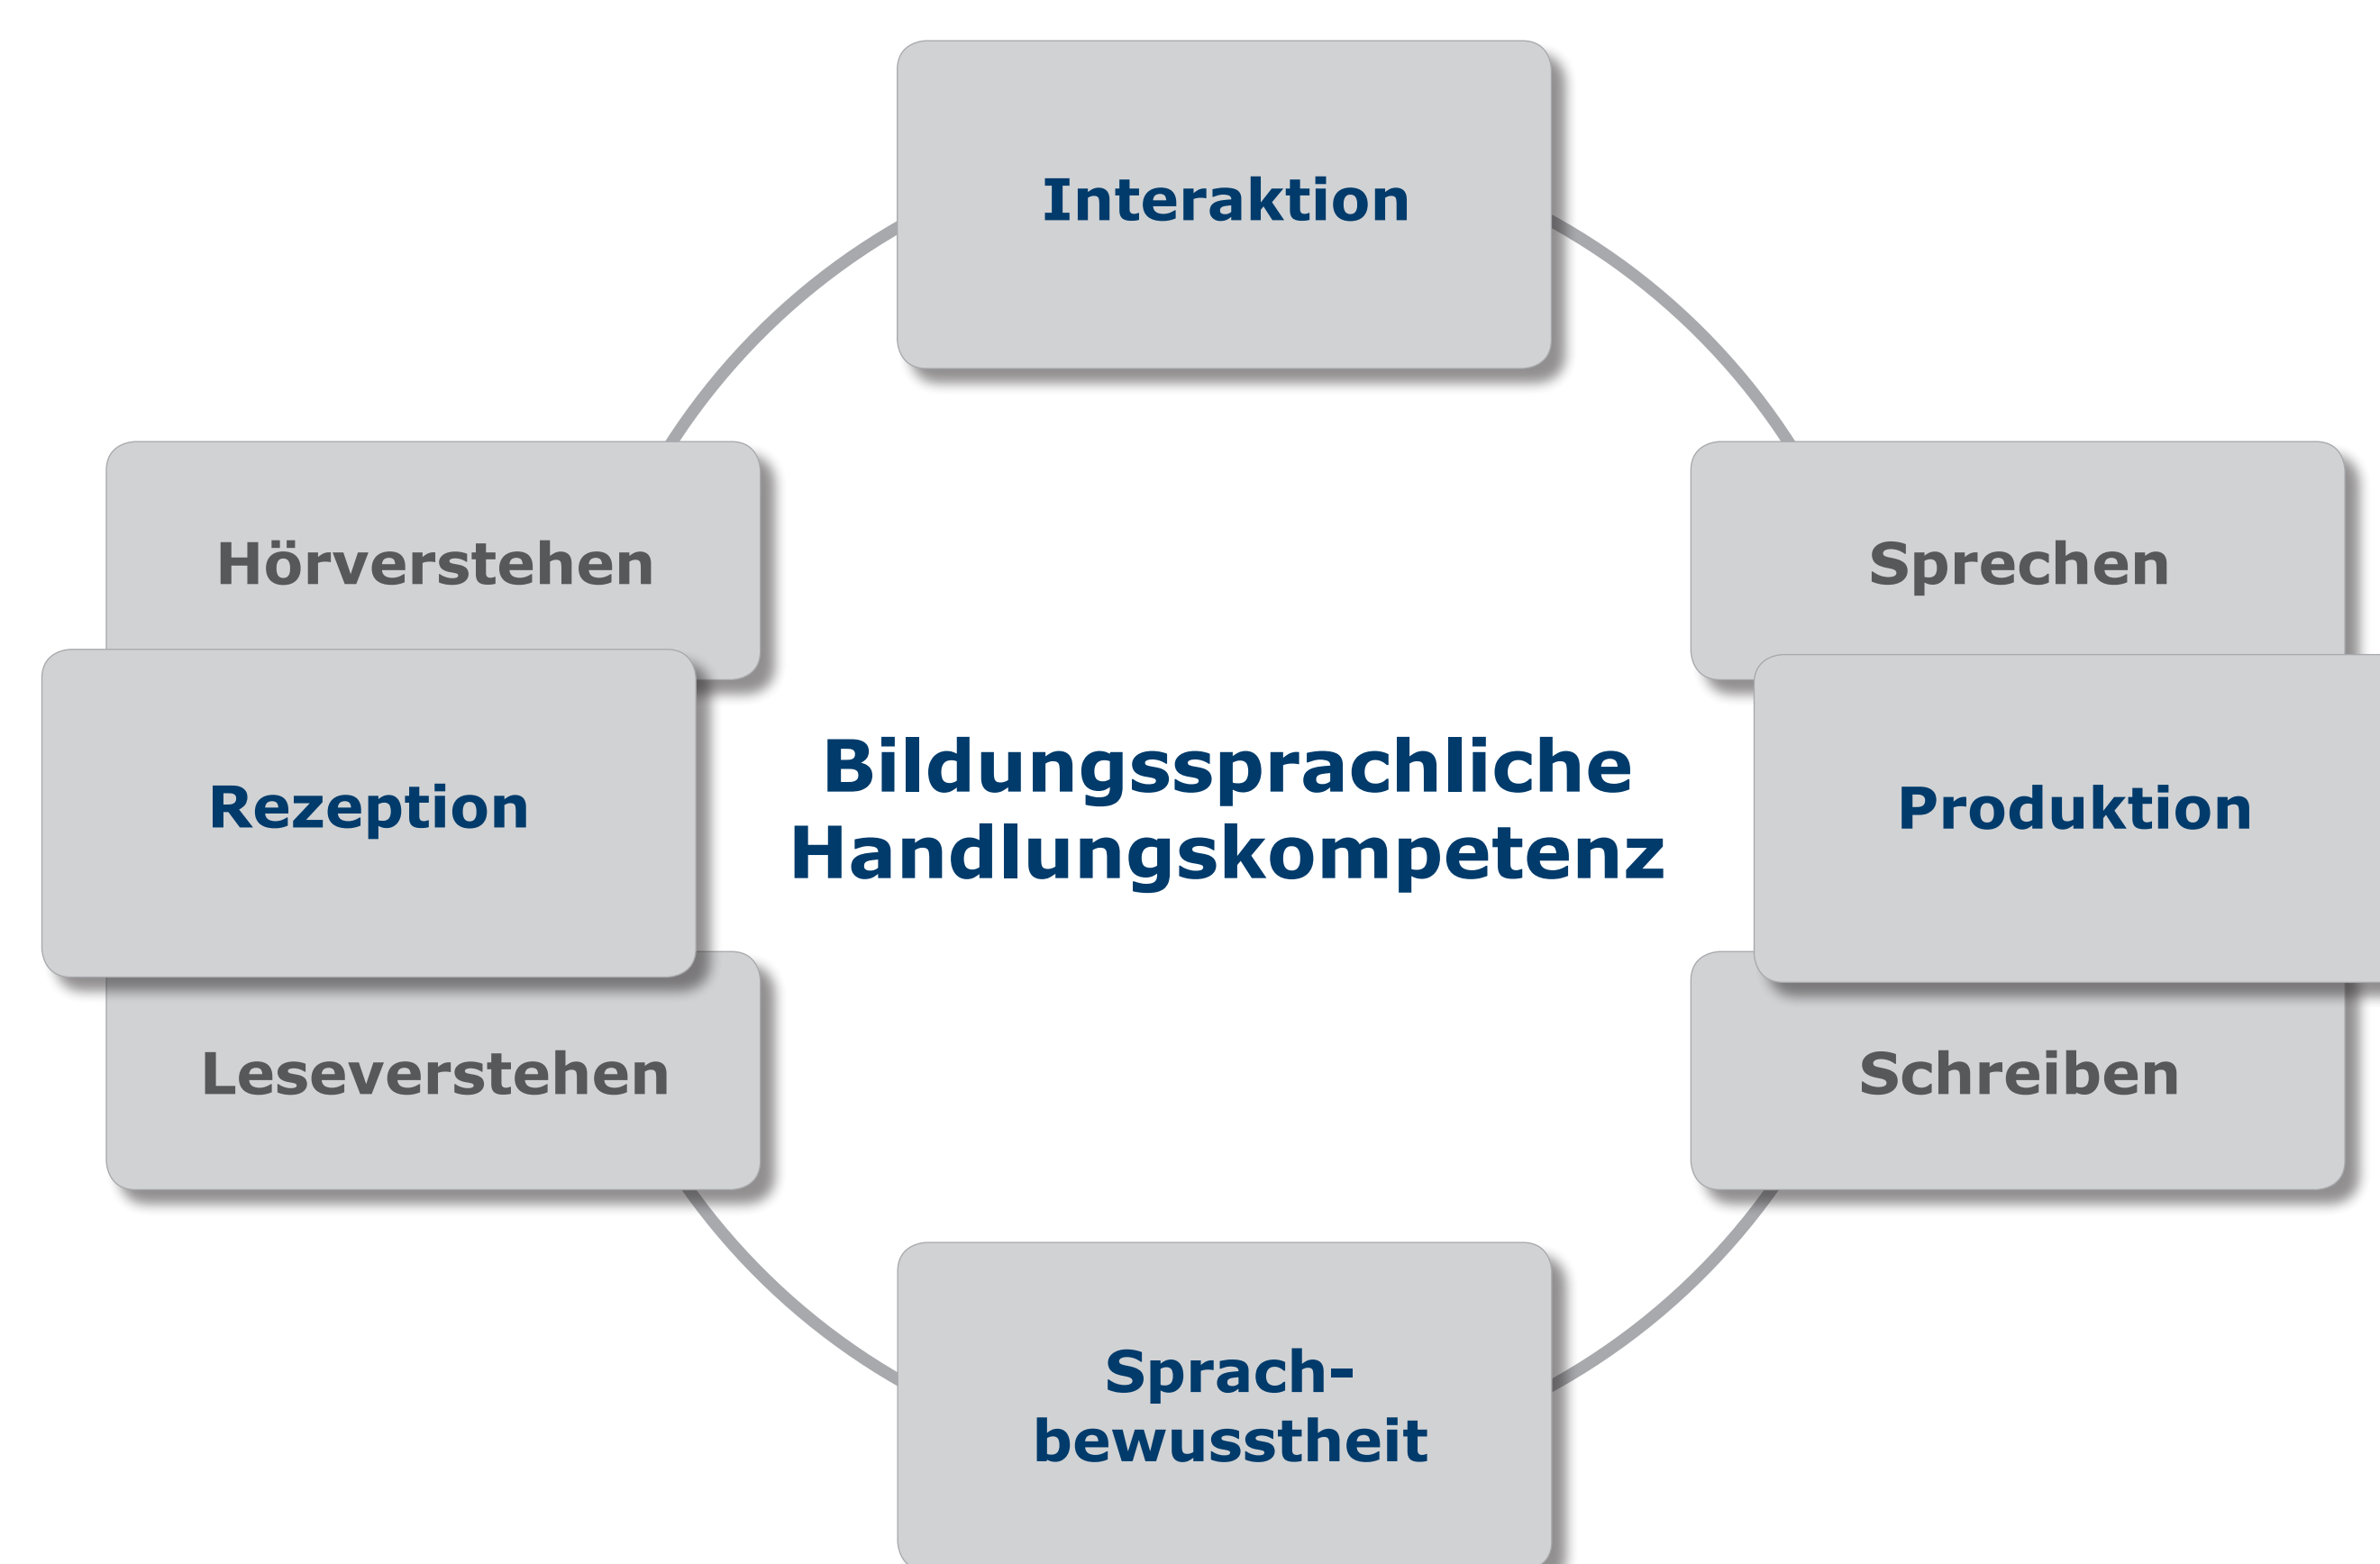 Interaktion
Hörverstehen
Sprechen
Rezeption
Bildungssprachliche
Handlungskompetenz
Produktion
Leseverstehen
Schreiben
Sprach-
bewusstheit